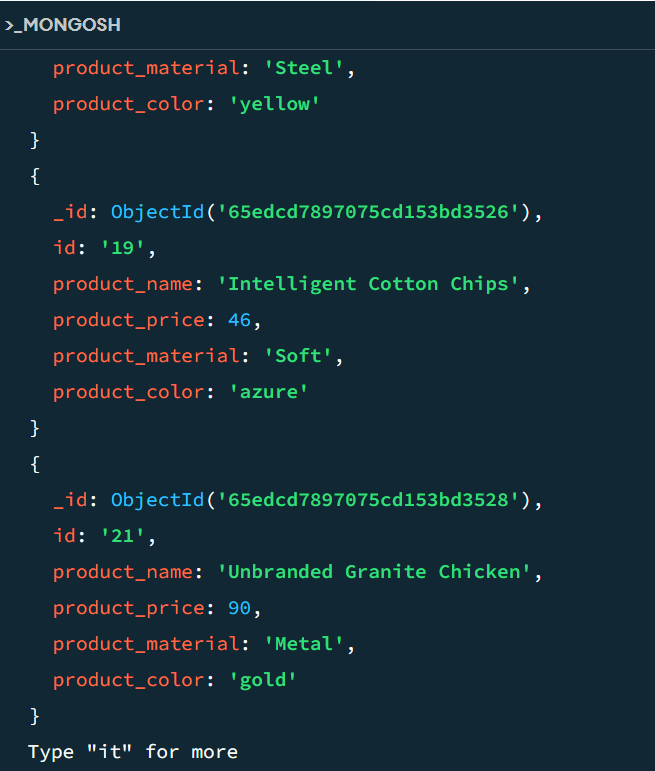 >_MONGOSH
product_material: 'Steel',
product_color: 'yellow'
}
{
_id: ObjectId('65edcd7897075cd153bd3526'),
id: '19',
product_name: 'Intelligent Cotton Chips',
product_price: 46,
product_material: 'Soft',
product_color: 'azure'
}
{
_id: ObjectId('65edcd7897075cd153bd3528'),
id: '21',
product_name: 'Unbranded Granite Chicken',
product_price: 90,
product_material: 'Metal',
product_color: 'gold'
}
Type "it" for more